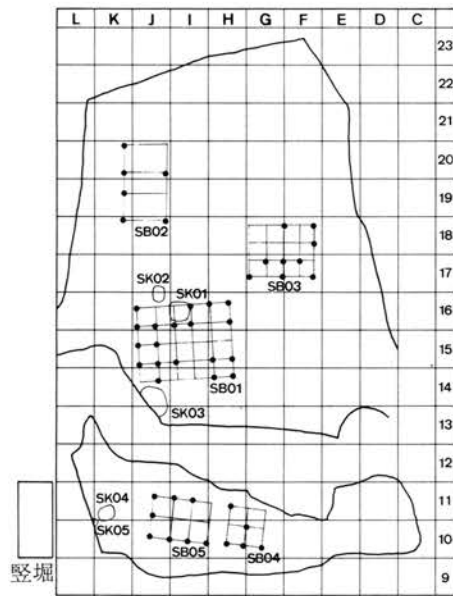 L K J I H G F E D C
23
22
21
20
19
SB02
18
SB03
17
SK02
SK01
16
15
SB01
14
SK03
13
12
SK04
11
SK05
SB05
SB04
10
竪堀
9